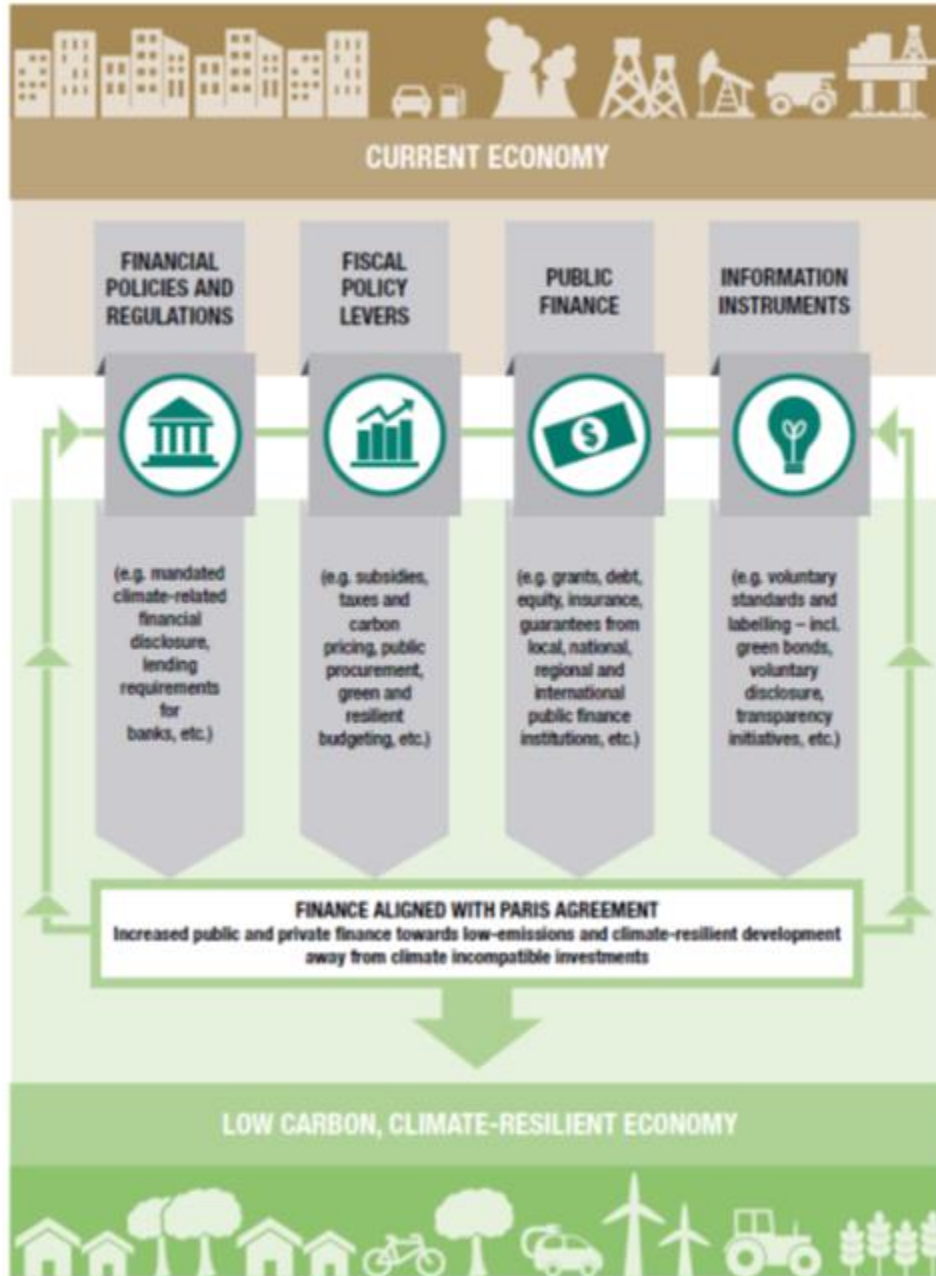 CURRENT ECONOMY
FINANCIAL
POLICIES AND
REGULATIONS
FISCAL
POLICY
LEVERS
PUBLIC
FINANCE
INFORMATION
INSTRUMENTS
$
(e.g. mandated
climate-related
financial
disclosure,
lending
requirements
for
banks, etc.)
(e.g. subsidies,
taxes and
carbon
pricing, public
procurement,
green and
resilient
budgeting, etc.)
(e.g. grants, debt,
equity, insurance,
guarantees from
local, national,
regional and
international
public finance
institutions, etc.)
(e.g. voluntary
standards and
labelling – incl.
green bonds,
voluntary
disclosure,
transparency
initiatives, etc.)
FINANCE ALIGNED WITH PARIS AGREEMENT
Increased public and private finance towards low-emissions and climate-resilient development
away from climate incompatible investments
LOW CARBON, CLIMATE-RESILIENT ECONOMY